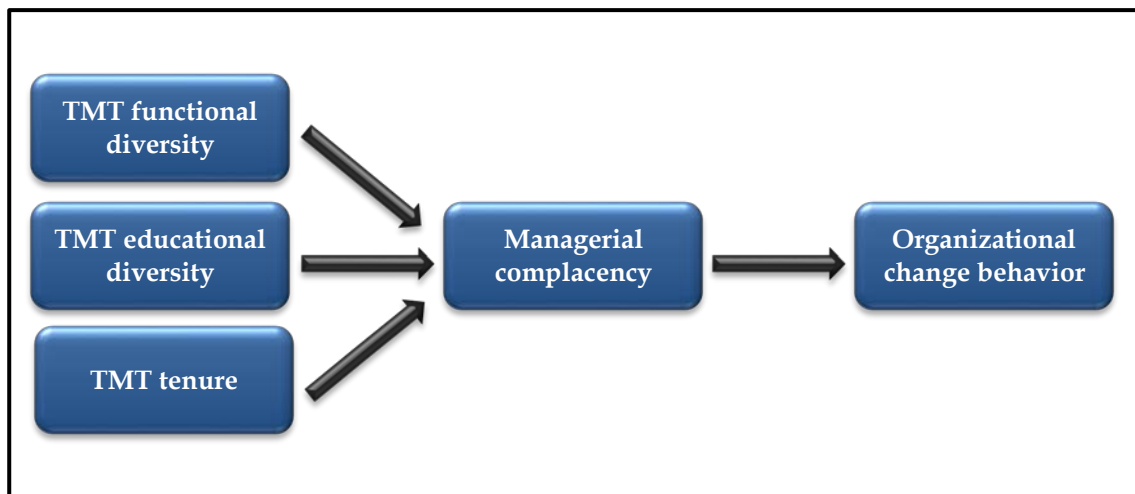 TMT functional
diversity
TMT educational
diversity
TMT tenure
Managerial
complacency
Organizational
change behavior